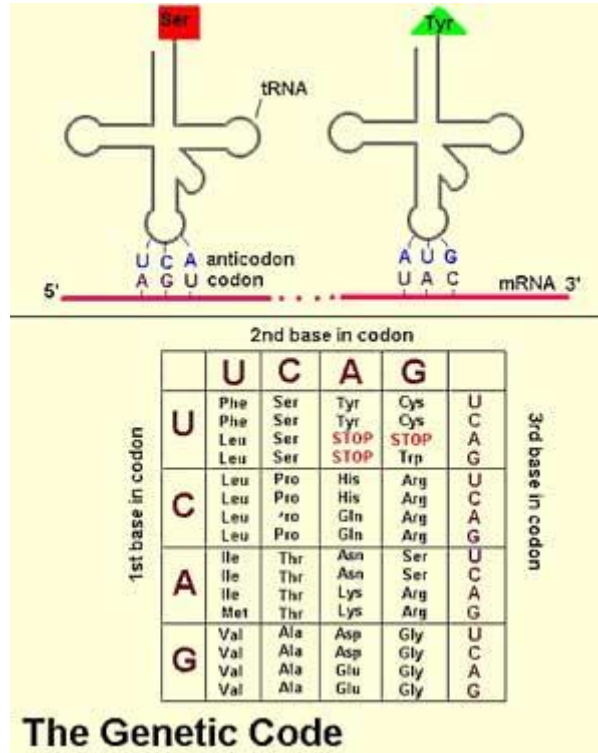 Ser
Tyr
tRNA
U C A anticodon
A G U codon
A U G
U A C
5'
mRNA 3'
2nd base in codon
U C A G
1st base in codon
3rd base in codon
U
Phe Ser Tyr Cys U
Phe Ser Tyr Cys C
Leu Ser STOP STOP A
Leu Ser STOP Trp G
C
Leu Pro His Arg U
Leu Pro His Arg C
Leu Pro Gln Arg A
Leu Pro Gln Arg G
A
Ile Thr Asn Ser U
Ile Thr Asn Ser C
Ile Thr Lys Arg A
Met Thr Lys Arg G
G
Val Ala Asp Gly U
Val Ala Asp Gly C
Val Ala Glu Gly A
Val Ala Glu Gly G
The Genetic Code